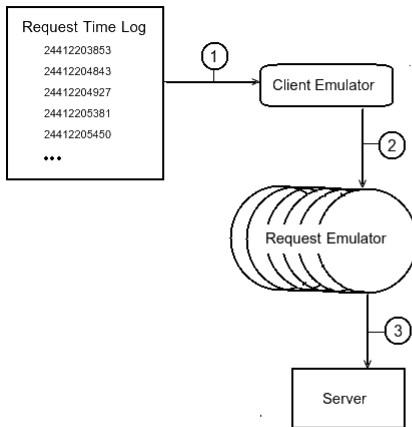 Request Time Log
24412203853
24412204843
24412204927
24412205381
24412205450
•••
1
Client Emulator
2
Request Emulator
3
Server